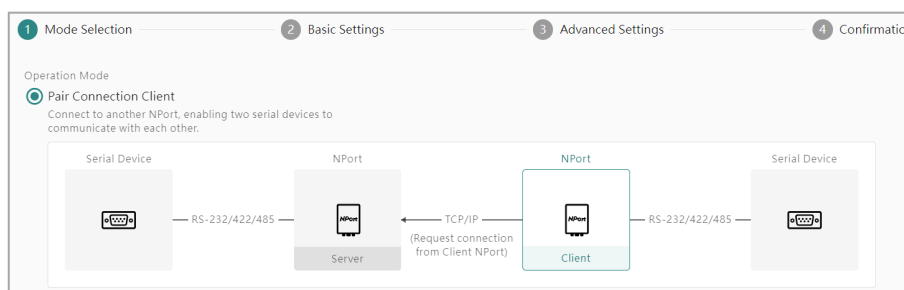 1 Mode Selection 2 Basic Settings 3 Advanced Settings 4 Confirmatio
Operation Mode
Pair Connection Client
Connect to another NPort, enabling two serial devices to
communicate with each other.
Serial Device NPort NPort Serial Device
NPort NPort
RS-232/422/485 TCP/IP RS-232/422/485
(Request connection
from Client NPort)
Server Client